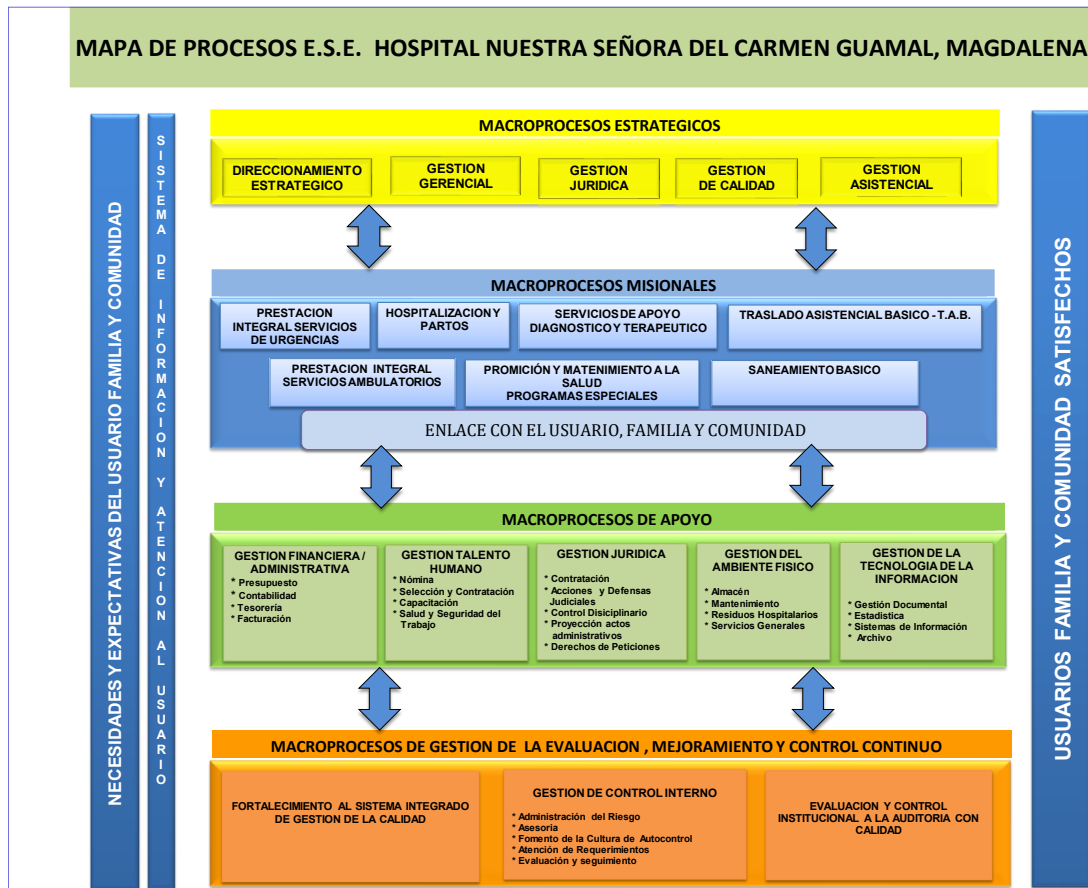 MAPA DE PROCESOS E.S.E. HOSPITAL NUESTRA SEÑORA DEL CARMEN GUAMAL, MAGDALENA
NECESIDADES Y EXPECTATIVAS DEL USUARIO FAMILIA Y COMUNIDAD
SISTEMA DE INFORMACION Y ATENCION AL USUARIO
MACROPROCESOS ESTRATEGICOS
DIRECCIONAMIENTO
ESTRATEGICO
GESTION
GERENCIAL
GESTION
JURIDICA
GESTION
DE CALIDAD
GESTION
ASISTENCIAL
MACROPROCESOS MISIONALES
PRESTACION
INTEGRAL SERVICIOS
DE URGENCIAS
HOSPITALIZACION Y
PARTOS
SERVICIOS DE APOYO
DIAGNOSTICO Y TERAPEUTICO
TRASLADO ASISTENCIAL BASICO - T.A.B.
PRESTACION INTEGRAL
SERVICIOS AMBULATORIOS
PROMICIÓN Y MATENIMIENTO A LA
SALUD
PROGRAMAS ESPECIALES
SANEAMIENTO BASICO
ENLACE CON EL USUARIO, FAMILIA Y COMUNIDAD
MACROPROCESOS DE APOYO
GESTION FINANCIERA /
ADMINISTRATIVA
* Presupuesto
* Contabilidad
* Tesorería
* Facturación
GESTION TALENTO
HUMANO
* Nómina
* Selección y Contratación
* Capacitación
* Salud y Seguridad del
Trabajo
GESTION JURIDICA
* Contratación
* Acciones y Defensas
Judiciales
* Control Disiciplinario
* Proyección actos
administrativos
* Derechos de Peticiones
GESTION DEL
AMBIENTE FISICO
* Almacén
* Mantenimiento
* Residuos Hospitalarios
* Servicios Generales
GESTION DE LA
TECNOLOGIA DE LA
INFORMACION
* Gestión Documental
* Estadística
* Sistemas de Información
* Archivo
MACROPROCESOS DE GESTION DE LA EVALUACION , MEJORAMIENTO Y CONTROL CONTINUO
FORTALECIMIENTO AL SISTEMA INTEGRADO
DE GESTION DE LA CALIDAD
GESTION DE CONTROL INTERNO
* Administración del Riesgo
* Asesoría
* Fomento de la Cultura de Autocontrol
* Atención de Requerimientos
* Evaluación y seguimiento
EVALUACION Y CONTROL
INSTITUCIONAL A LA AUDITORIA CON
CALIDAD
USUARIOS FAMILIA Y COMUNIDAD SATISFECHOS